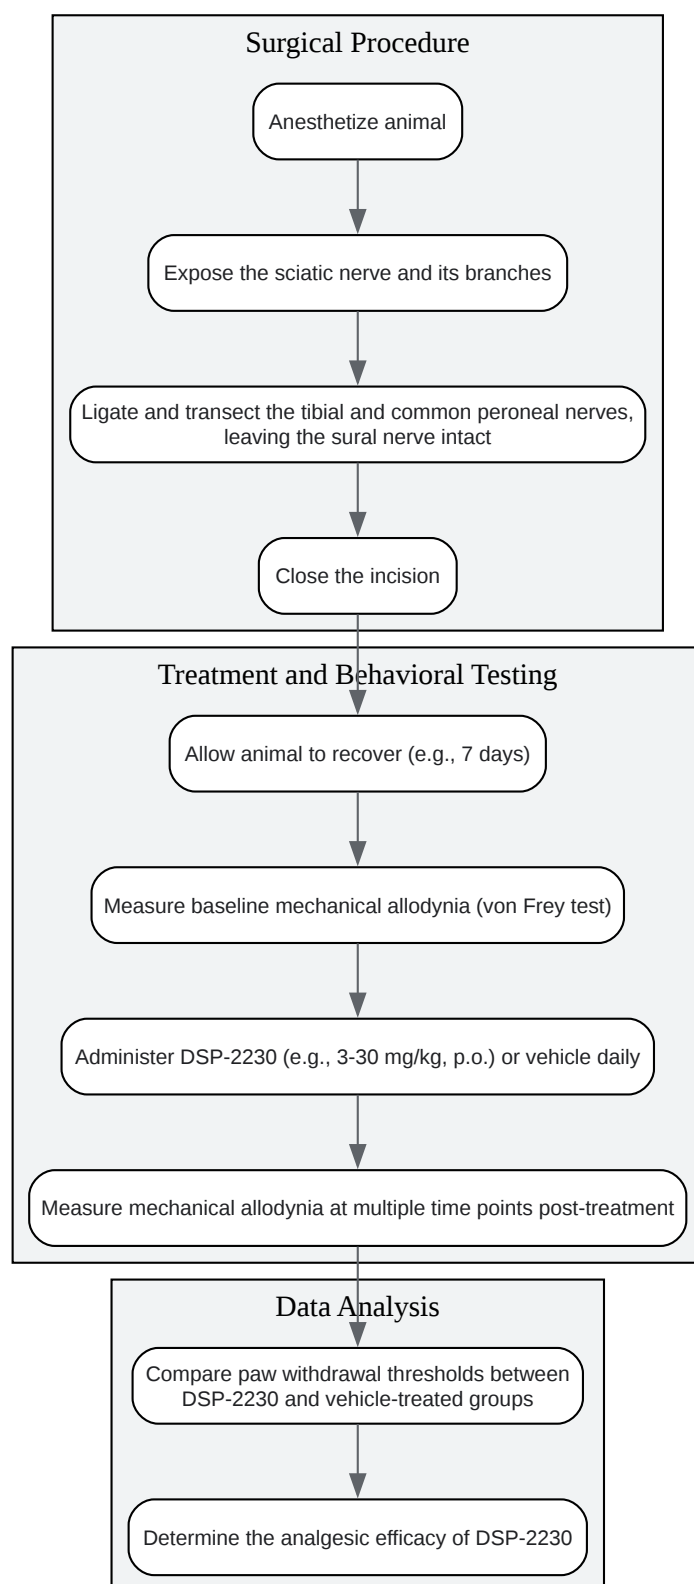 Surgical Procedure
Anesthetize animal
Expose the sciatic nerve and its branches
Ligate and transect the tibial and common peroneal nerves,
leaving the sural nerve intact
Close the incision
Treatment and Behavioral Testing
Allow animal to recover (e.g., 7 days)
Measure baseline mechanical allodynia (von Frey test)
Administer DSP-2230 (e.g., 3-30 mg/kg, p.o.) or vehicle daily
Measure mechanical allodynia at multiple time points post-treatment
Data Analysis
Compare paw withdrawal thresholds between
DSP-2230 and vehicle-treated groups
Determine the analgesic efficacy of DSP-2230